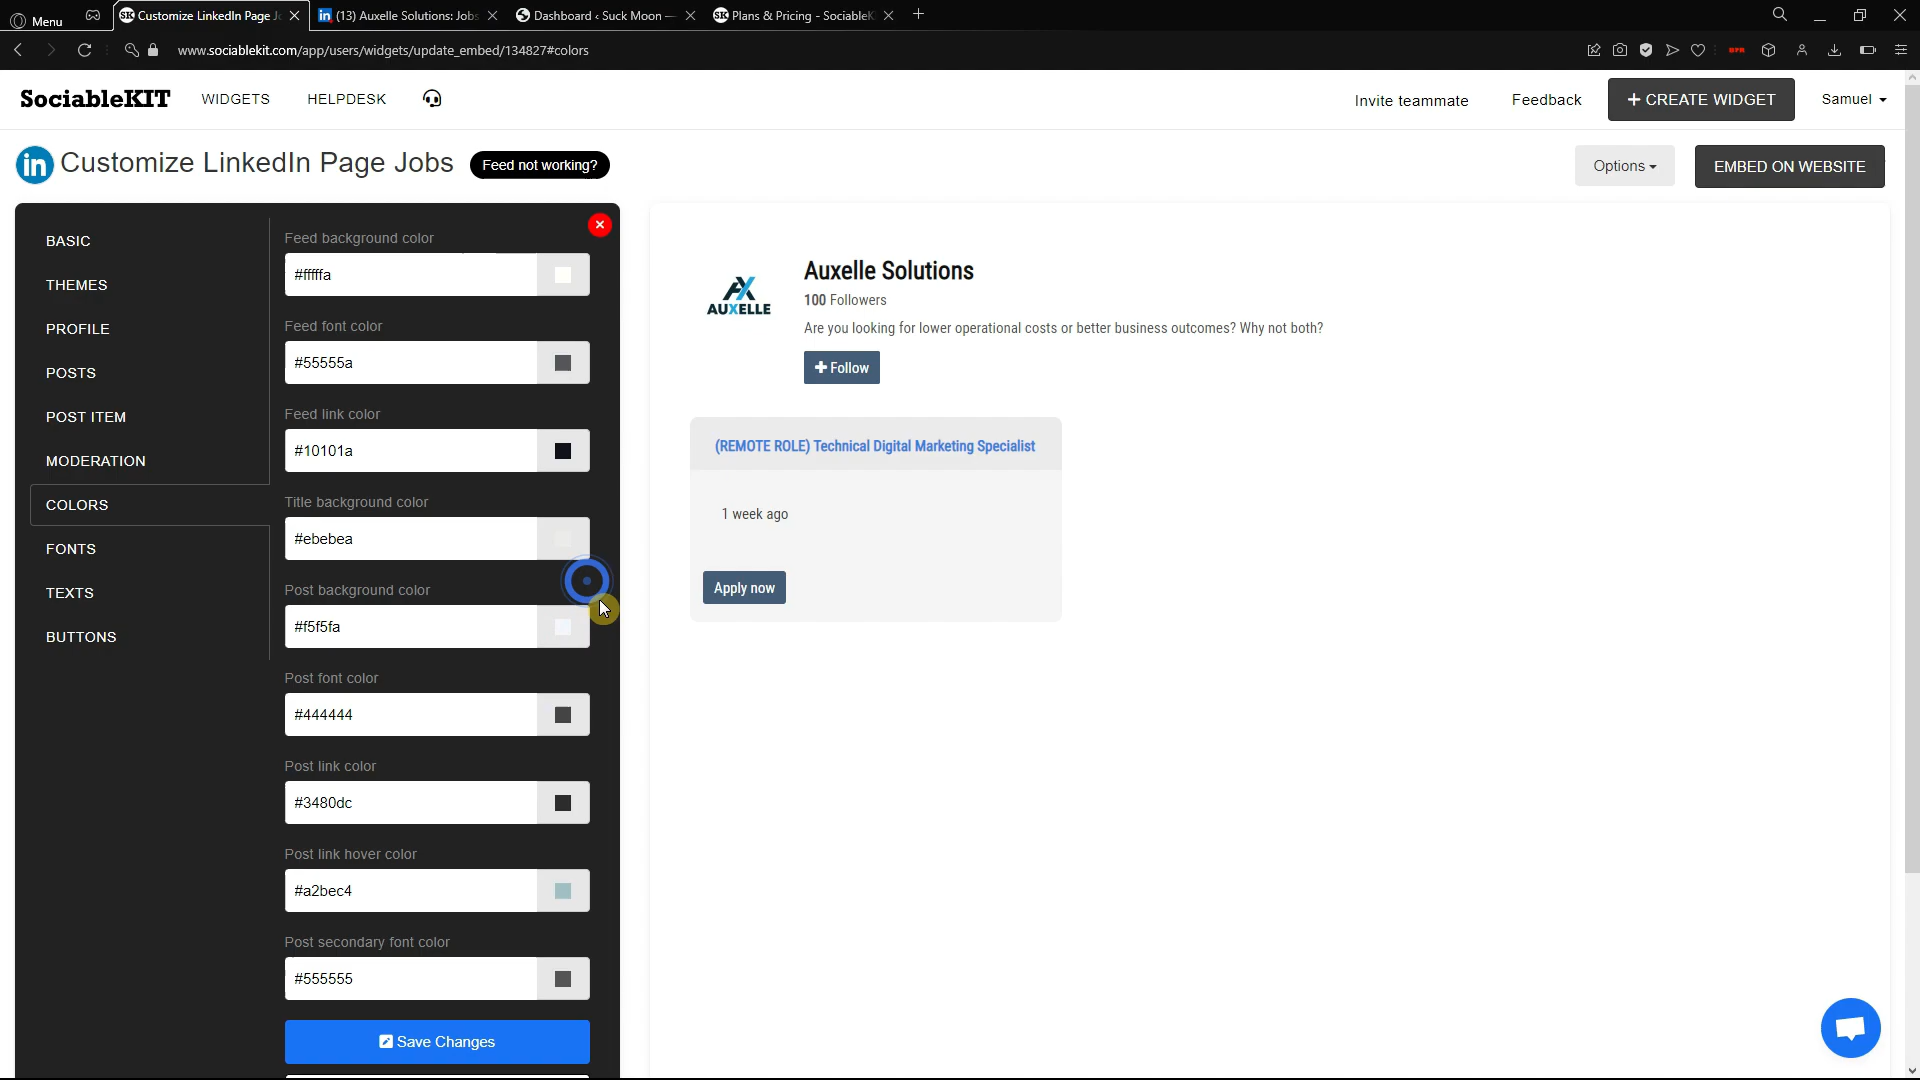 Menu
Customize LinkedIn Page J
(13) Auxelle Solutions: Jobs
Dashboard ‹ Suck Moon —
Plans & Pricing - SociableK
www.sociablekit.com/app/users/widgets/update_embed/134827#colors
SociableKIT
WIDGETS
HELPDESK
Invite teammate
Feedback
+ CREATE WIDGET
Samuel
in Customize LinkedIn Page Jobs
Feed not working?
Options
EMBED ON WEBSITE
BASIC
THEMES
PROFILE
POSTS
POST ITEM
MODERATION
COLORS
FONTS
TEXTS
BUTTONS
Feed background color
#fffffa
Feed font color
#55555a
Feed link color
#10101a
Title background color
#ebebea
Post background color
#f5f5fa
Post font color
#444444
Post link color
#3480dc
Post link hover color
#a2bec4
Post secondary font color
#555555
Save Changes
AUXELLE
Auxelle Solutions
100 Followers
Are you looking for lower operational costs or better business outcomes? Why not both?
+ Follow
(REMOTE ROLE) Technical Digital Marketing Specialist
1 week ago
Apply now